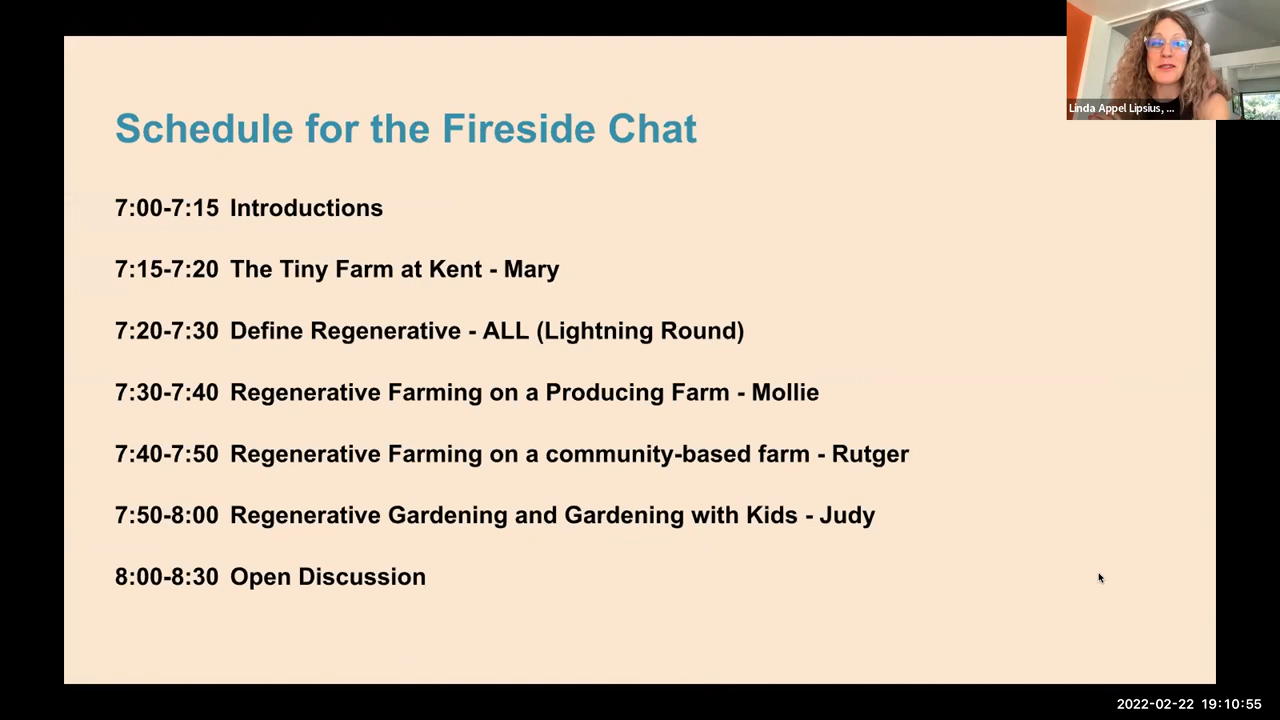 Linda Appel Lipsius, ...
Schedule for the Fireside Chat
7:00-7:15 Introductions
7:15-7:20 The Tiny Farm at Kent - Mary
7:20-7:30 Define Regenerative - ALL (Lightning Round)
7:30-7:40 Regenerative Farming on a Producing Farm - Mollie
7:40-7:50 Regenerative Farming on a community-based farm - Rutger
7:50-8:00 Regenerative Gardening and Gardening with Kids - Judy
8:00-8:30 Open Discussion
2022-02-22 19:10:55